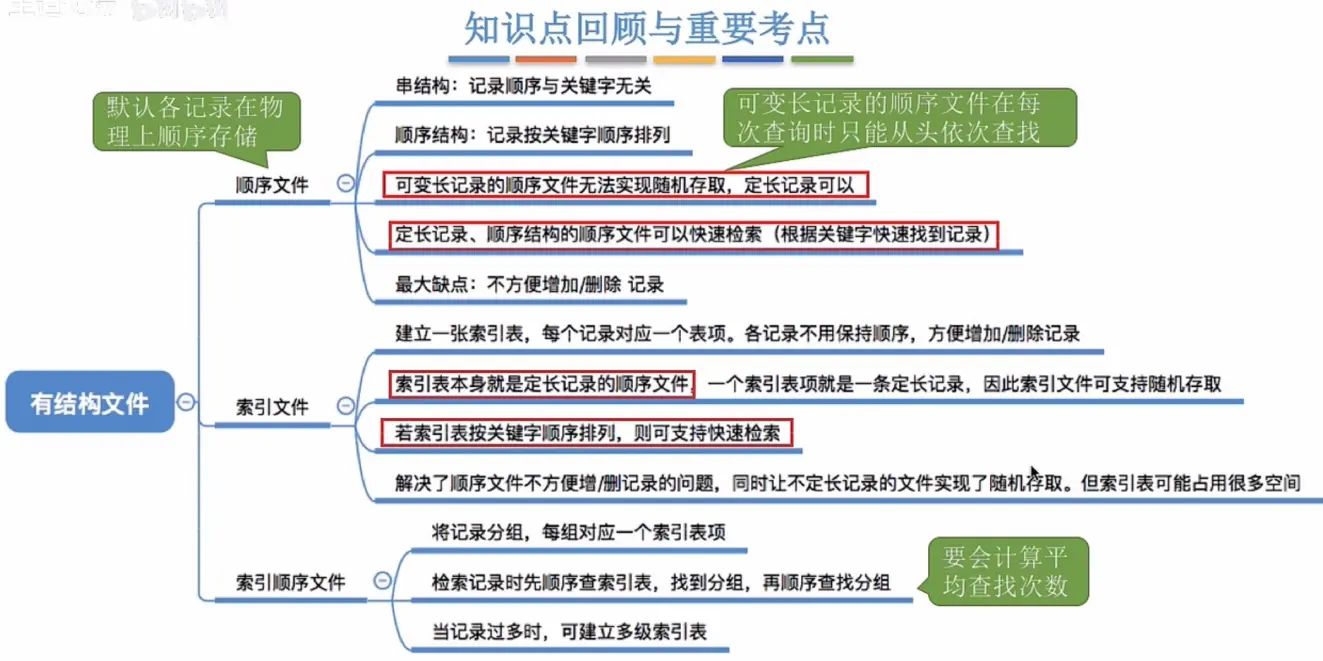 知识点回顾与重要考点
默认各记录在物
理上顺序存储
可变长记录的顺序文件在每
次查询时只能从头依次查找
有结构文件
顺序文件
串结构：记录顺序与关键字无关
顺序结构：记录按关键字顺序排列
可变长记录的顺序文件无法实现随机存取，定长记录可以
定长记录、顺序结构的顺序文件可以快速检索（根据关键字快速找到记录）
最大缺点：不方便增加/删除 记录
索引文件
建立一张索引表，每个记录对应一个表项。各记录不用保持顺序，方便增加/删除记录
索引表本身就是定长记录的顺序文件，一个索引表项就是一条定长记录，因此索引文件可支持随机存取
若索引表按关键字顺序排列，则可支持快速检索
解决了顺序文件不方便增/删记录的问题，同时让不定长记录的文件实现了随机存取。但索引表可能占用很多空间
索引顺序文件
将记录分组，每组对应一个索引表项
检索记录时先顺序查索引表，找到分组，再顺序查找分组
当记录过多时，可建立多级索引表
要会计算平
均查找次数